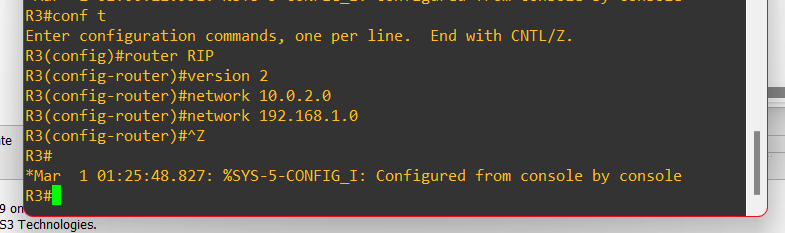 R3#conf t
Enter configuration commands, one per line.  End with CNTL/Z.
R3(config)#router RIP
R3(config-router)#version 2
R3(config-router)#network 10.0.2.0
R3(config-router)#network 192.168.1.0
R3(config-router)#^Z
R3#
*Mar  1 01:25:48.827: %SYS-5-CONFIG_I: Configured from console by console
R3#
ate
9 on
S3 Technologies.